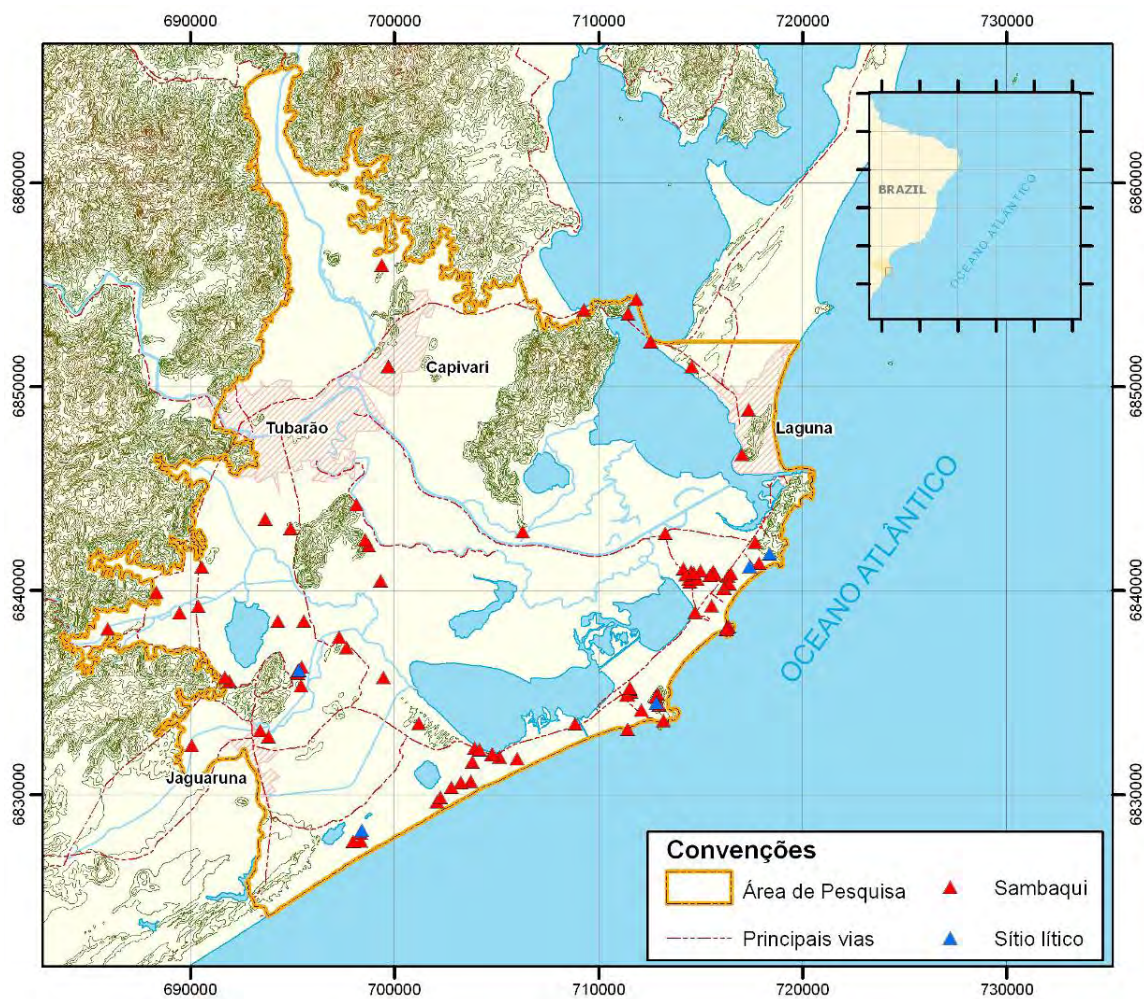 690000
700000
710000
720000
730000
6860000
6860000
BRAZIL
OCEANO ATLÂNTICO
Capivari
6850000
6850000
Tubarão
Laguna
OCEANO ATLÂNTICO
6840000
6840000
Jaguaruna
6830000
6830000
Convenções
Área de Pesquisa
Sambaqui
Principais vias
Sítio lítico
690000
700000
710000
720000
730000